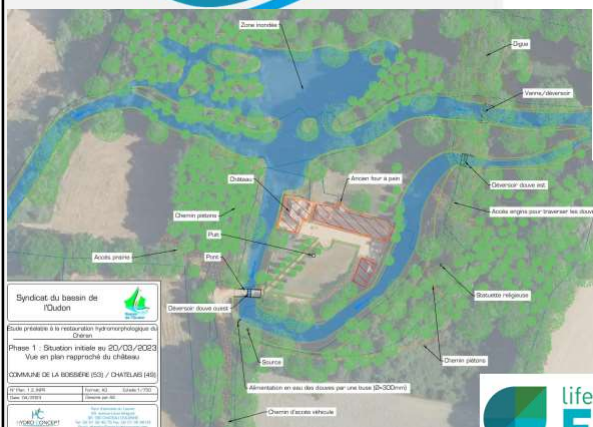 Zone inondée
Digue
Vanne/déversoir
Château
Ancien four à pain
Déversoir douve est
Chemin piétons
Accès engins pour traverser les douves
Puit
Accès prairie
Pont
Statuette religieuse
Déversoir douve ouest
Source
Chemin piétons
Alimentation en eau des douves par une buse (Ø=300mm)
Chemin d'accès véhicule
Syndicat du bassin de
l'Oudon
Étude préalable à la restauration hydromorphologique du
Chéran
Phase 1 : Situation initiale au 20/03/2023
Vue en plan rapproché du château
COMMUNE DE LA BOISSIÈRE (53) / CHATELAIS (49)
HYDRO CONCEPT
life